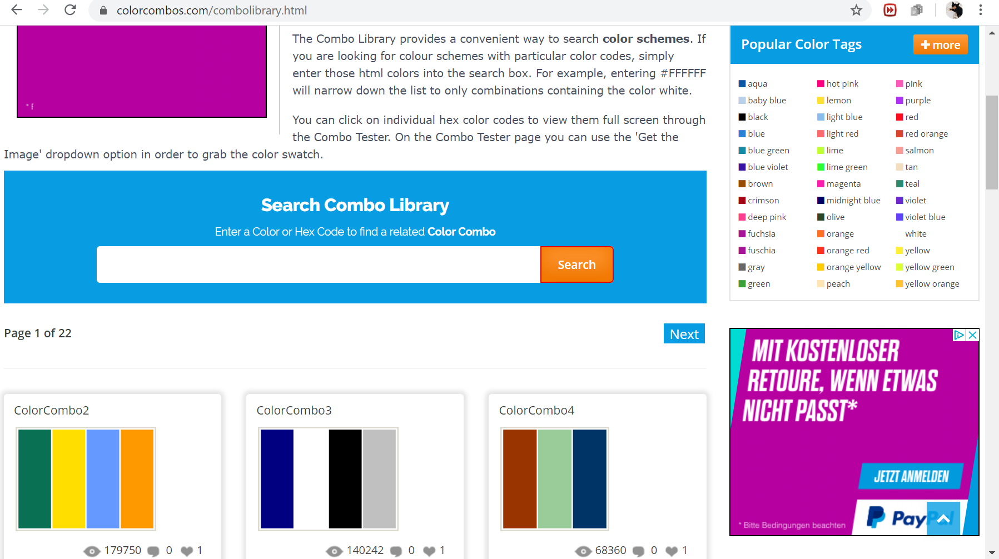 colorcombos.com/combolibrary.html
* F
The Combo Library provides a convenient way to search color schemes. If
you are looking for colour schemes with particular color codes, simply
enter those html colors into the search box. For example, entering #FFFFFF
will narrow down the list to only combinations containing the color white.
You can click on individual hex color codes to view them full screen through
the Combo Tester. On the Combo Tester page you can use the 'Get the
Image' dropdown option in order to grab the color swatch.
Search Combo Library
Enter a Color or Hex Code to find a related Color Combo
Search
Page 1 of 22
Next
ColorCombo2
179750 0 1
ColorCombo3
140242 0 1
ColorCombo4
68360 0 1
Popular Color Tags
+ more
aqua
baby blue
black
blue
blue green
blue violet
brown
crimson
deep pink
fuchsia
fuschia
gray
green
hot pink
lemon
light blue
light red
lime
lime green
magenta
midnight blue
olive
orange
orange red
orange yellow
peach
pink
purple
red
red orange
salmon
tan
teal
violet
violet blue
white
yellow
yellow green
yellow orange
MIT KOSTENLOSER
RETOURE, WENN ETWAS
NICHT PASST*
JETZT ANMELDEN
* Bitte Bedingungen beachten
PayPal